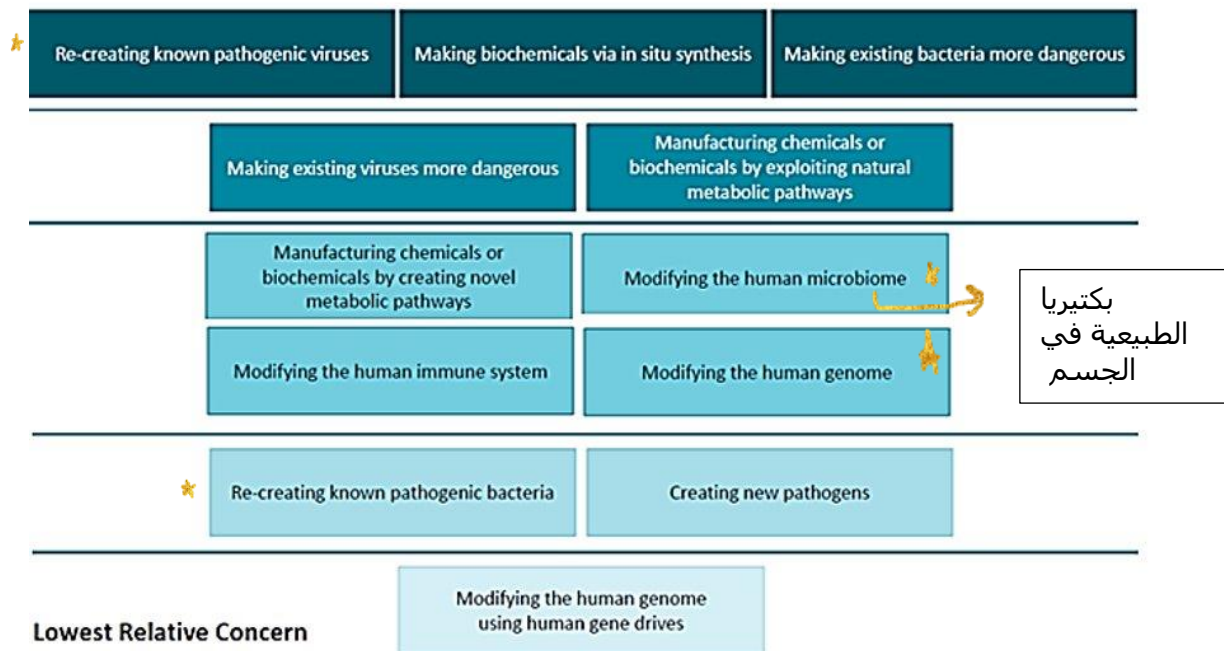 Re-creating known pathogenic viruses
Making biochemicals via in situ synthesis
Making existing bacteria more dangerous
Making existing viruses more dangerous
Manufacturing chemicals or
biochemicals by exploiting natural
metabolic pathways
Manufacturing chemicals or
biochemicals by creating novel
metabolic pathways
Modifying the human microbiome
بكتيريا
الطبيعية في
الجسم
Modifying the human immune system
Modifying the human genome
Re-creating known pathogenic bacteria
Creating new pathogens
Modifying the human genome
using human gene drives
Lowest Relative Concern